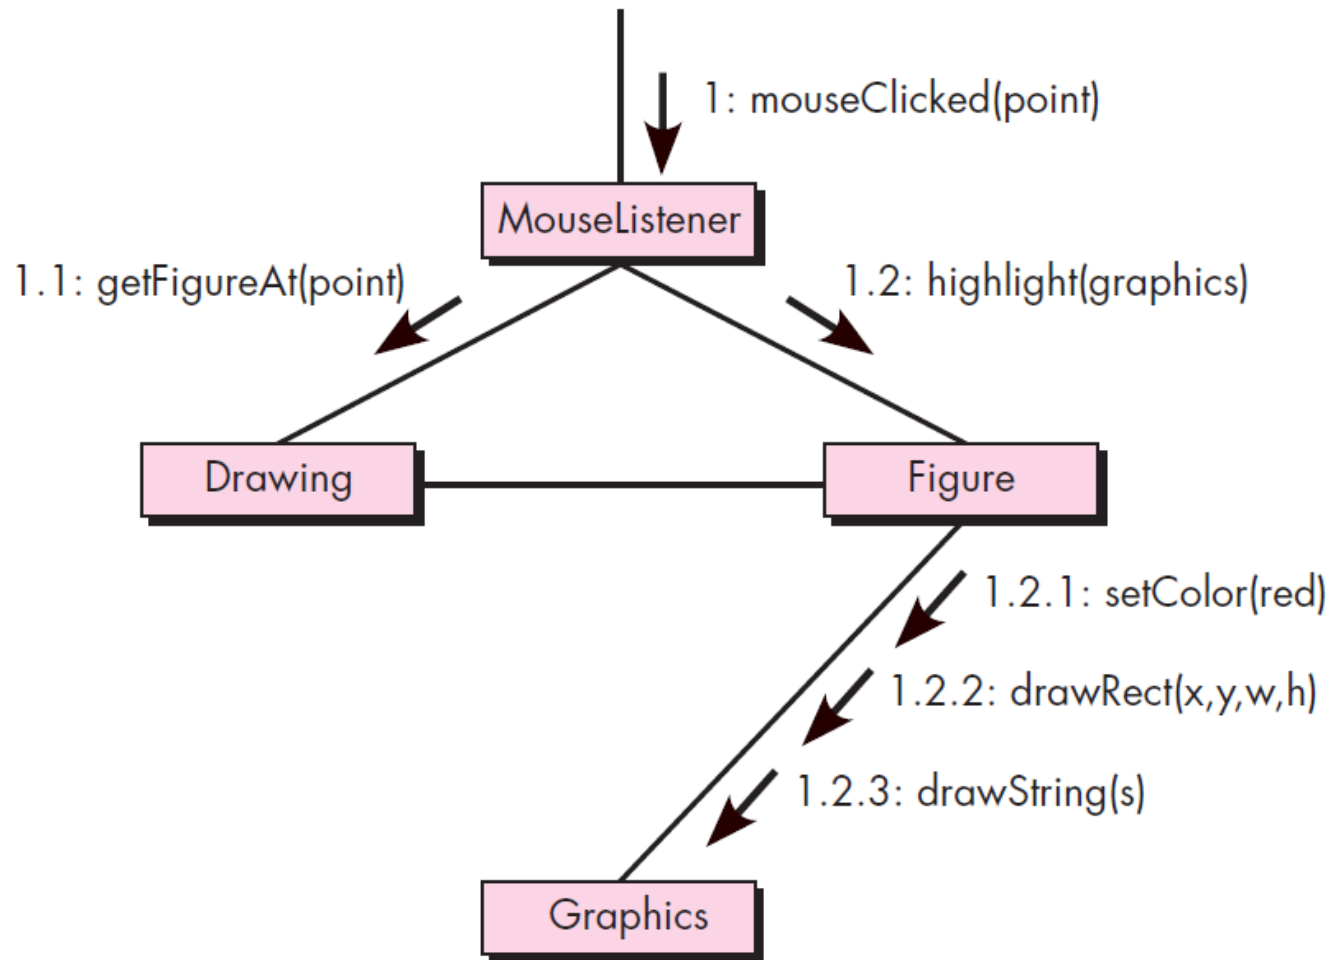 1: mouseClicked(point)
MouseListener
1.1: getFigureAt(point)
1.2: highlight(graphics)
Drawing
Figure
1.2.1: setColor(red)
1.2.2: drawRect(x,y,w,h)
1.2.3: drawString(s)
Graphics